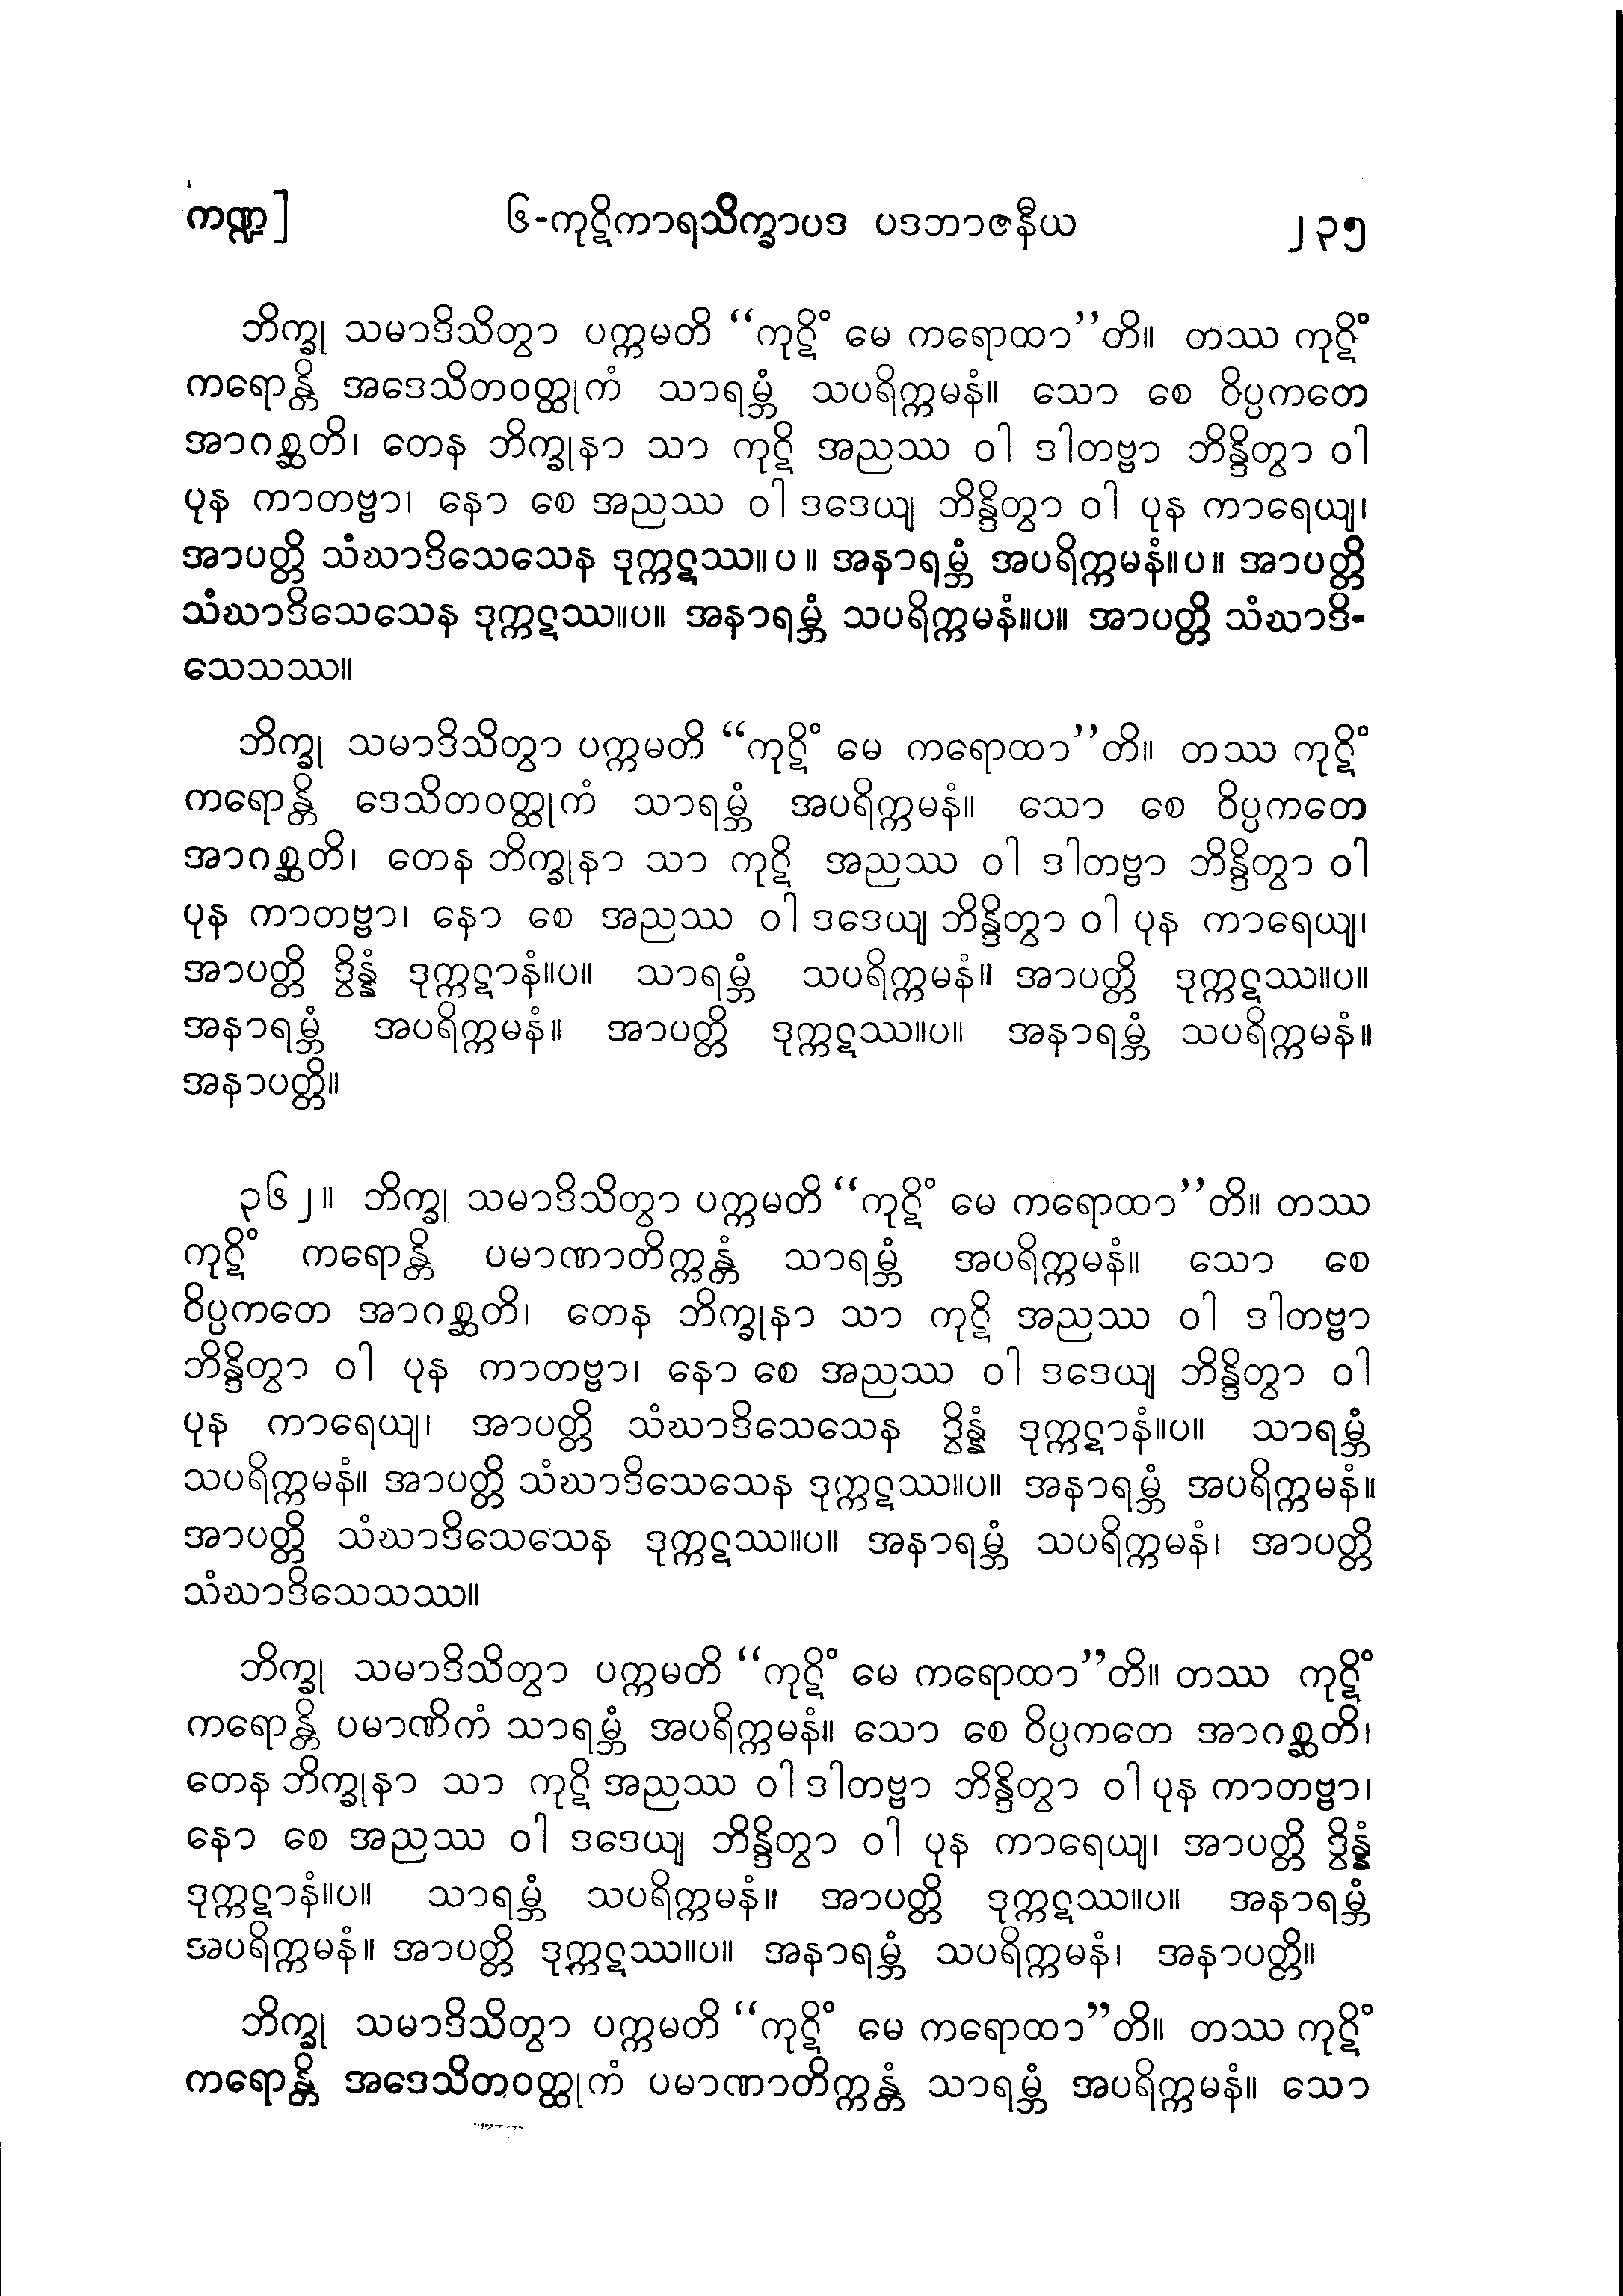 ကဏ္ဍ] ၆-ကုဋိကာရသိက္ခာပဒ ပဒဘာဇနီယ ၂၃၅
ဘိက္ခု သမာဒိသိတွာ ပက္ကမတိ “ကုဋိံ မေ ကရောထာ”တိ။ တဿ ကုဋိံ
ကရောန္တိ အဒေသိတဝတ္ထုကံ သာရမ္ဘံ သပရိက္ကမနံ။ သော စေ ဝိပ္ပကတေ
အာဂစ္ဆတိ၊ တေန ဘိက္ခုနာ သာ ကုဋိ အညဿ ဝါ ဒါတဗ္ဗာ ဘိန္ဒိတွာ ဝါ
ပုန ကာတဗ္ဗာ၊ နော စေ အညဿ ဝါ ဒဒေယျ ဘိန္ဒိတွာ ဝါ ပုန ကာရေယျ၊
အာပတ္တိ သံဃာဒိသေသေန ဒုက္ကဋဿ။ပ။ အနာရမ္ဘံ အပရိက္ကမနံ။ပ။ အာပတ္တိ
သံဃာဒိသေသေန ဒုက္ကဋဿ။ပ။ အနာရမ္ဘံ သပရိက္ကမနံ။ပ။ အာပတ္တိ သံဃာဒိ-
သေသဿ။
ဘိက္ခု သမာဒိသိတွာ ပက္ကမတိ “ကုဋိံ မေ ကရောထာ”တိ။ တဿ ကုဋိံ
ကရောန္တိ ဒေသိတဝတ္ထုကံ သာရမ္ဘံ အပရိက္ကမနံ။ သော စေ ဝိပ္ပကတေ
အာဂစ္ဆတိ၊ တေန ဘိက္ခုနာ သာ ကုဋိ အညဿ ဝါ ဒါတဗ္ဗာ ဘိန္ဒိတွာ ဝါ
ပုန ကာတဗ္ဗာ၊ နော စေ အညဿ ဝါ ဒဒေယျ ဘိန္ဒိတွာ ဝါ ပုန ကာရေယျ၊
အာပတ္တိ ဒွိန္နံ ဒုက္ကဋာနံ။ပ။ သာရမ္ဘံ သပရိက္ကမနံ။ အာပတ္တိ ဒုက္ကဋဿ။ပ။
အနာရမ္ဘံ အပရိက္ကမနံ။ အာပတ္တိ ဒုက္ကဋဿ။ပ။ အနာရမ္ဘံ သပရိက္ကမနံ။
အနာပတ္တိ။
၃၆၂။ ဘိက္ခု သမာဒိသိတွာ ပက္ကမတိ “ကုဋိံ မေ ကရောထာ”တိ။ တဿ
ကုဋိံ ကရောန္တိ ပမာဏာတိက္ကန္တံ သာရမ္ဘံ အပရိက္ကမနံ။ သော စေ
ဝိပ္ပကတေ အာဂစ္ဆတိ၊ တေန ဘိက္ခုနာ သာ ကုဋိ အညဿ ဝါ ဒါတဗ္ဗာ
ဘိန္ဒိတွာ ဝါ ပုန ကာတဗ္ဗာ၊ နော စေ အညဿ ဝါ ဒဒေယျ ဘိန္ဒိတွာ ဝါ
ပုန ကာရေယျ၊ အာပတ္တိ သံဃာဒိသေသေန ဒွိန္နံ ဒုက္ကဋာနံ။ပ။ သာရမ္ဘံ
သပရိက္ကမနံ။ အာပတ္တိ သံဃာဒိသေသေန ဒုက္ကဋဿ။ပ။ အနာရမ္ဘံ အပရိက္ကမနံ။
အာပတ္တိ သံဃာဒိသေသေန ဒုက္ကဋဿ။ပ။ အနာရမ္ဘံ သပရိက္ကမနံ၊ အာပတ္တိ
သံဃာဒိသေသဿ။
ဘိက္ခု သမာဒိသိတွာ ပက္ကမတိ “ကုဋိံ မေ ကရောထာ”တိ။ တဿ ကုဋိံ
ကရောန္တိ ပမာဏိကံ သာရမ္ဘံ အပရိက္ကမနံ။ သော စေ ဝိပ္ပကတေ အာဂစ္ဆတိ၊
တေန ဘိက္ခုနာ သာ ကုဋိ အညဿ ဝါ ဒါတဗ္ဗာ ဘိန္ဒိတွာ ဝါ ပုန ကာတဗ္ဗာ၊
နော စေ အညဿ ဝါ ဒဒေယျ ဘိန္ဒိတွာ ဝါ ပုန ကာရေယျ၊ အာပတ္တိ ဒွိန္နံ
ဒုက္ကဋာနံ။ပ။ သာရမ္ဘံ သပရိက္ကမနံ။ အာပတ္တိ ဒုက္ကဋဿ။ပ။ အနာရမ္ဘံ
အပရိက္ကမနံ။ အာပတ္တိ ဒုက္ကဋဿ။ပ။ အနာရမ္ဘံ သပရိက္ကမနံ၊ အနာပတ္တိ။
ဘိက္ခု သမာဒိသိတွာ ပက္ကမတိ “ကုဋိံ မေ ကရောထာ”တိ။ တဿ ကုဋိံ
ကရောန္တိ အဒေသိတဝတ္ထုကံ ပမာဏာတိက္ကန္တံ သာရမ္ဘံ အပရိက္ကမနံ။ သော